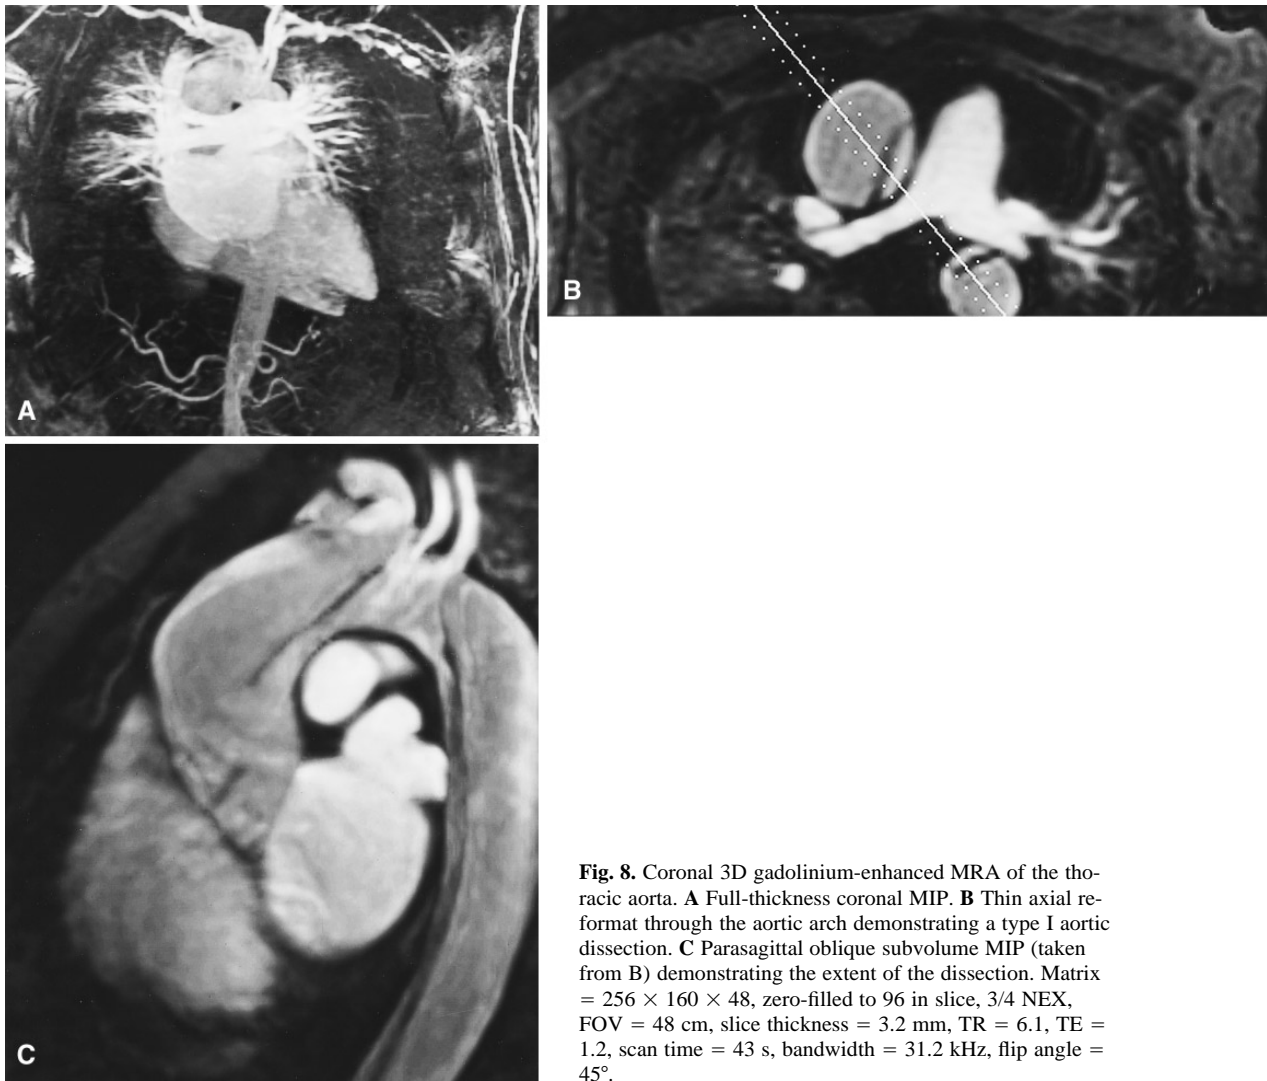 A
B
C
Fig. 8. Coronal 3D gadolinium-enhanced MRA of the tho-
racic aorta. A Full-thickness coronal MIP. B Thin axial re-
format through the aortic arch demonstrating a type I aortic
dissection. C Parasagittal oblique subvolume MIP (taken
from B) demonstrating the extent of the dissection. Matrix
= 256 × 160 × 48, zero-filled to 96 in slice, 3/4 NEX,
FOV = 48 cm, slice thickness = 3.2 mm, TR = 6.1, TE =
1.2, scan time = 43 s, bandwidth = 31.2 kHz, flip angle =
45°.